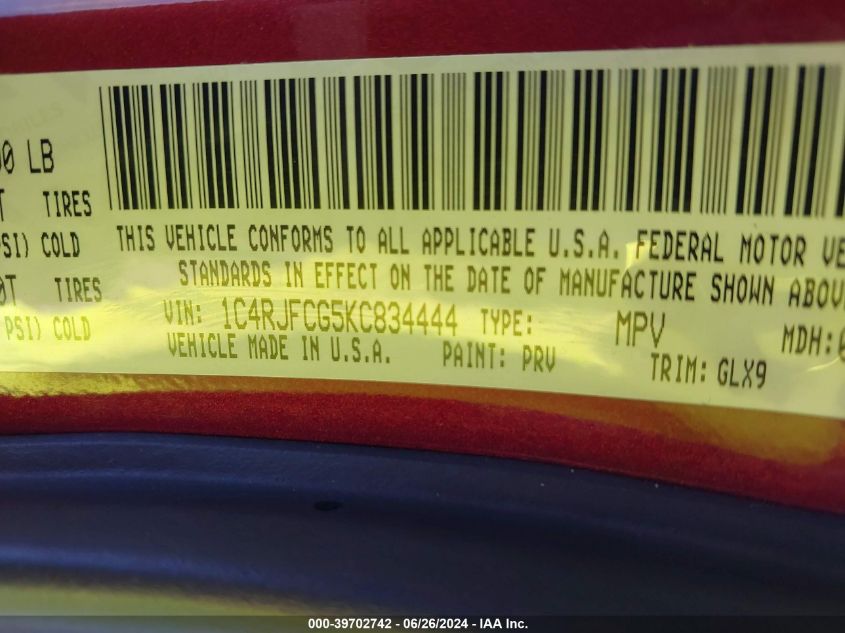 00 LB
TIRES
PSI) COLD
TIRES
PSI) COLD
THIS VEHICLE CONFORMS TO ALL APPLICABLE U.S.A. FEDERAL MOTOR VE
STANDARDS IN EFFECT ON THE DATE OF MANUFACTURE SHOWN ABOV
VIN: 1C4RJFCG5KC834444 TYPE: MPV MDH:0
VEHICLE MADE IN U.S.A. PAINT: PRV TRIM: GLX9
000-39702742 - 06/26/2024 - IAA Inc.